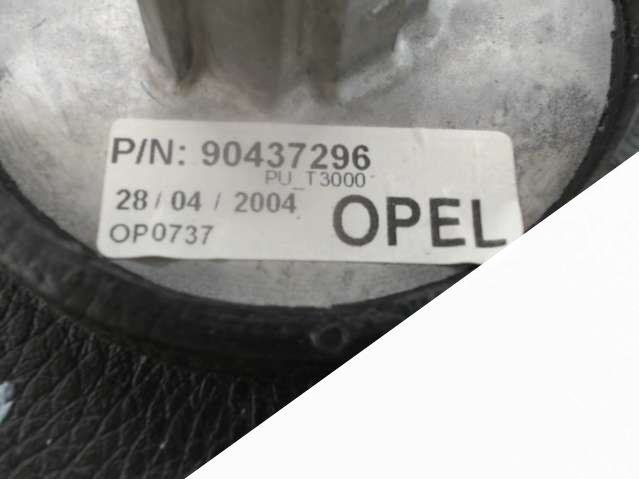 P/N: 90437296
PU_T3000
28 / 04 / 2004
OP0737
OPEL